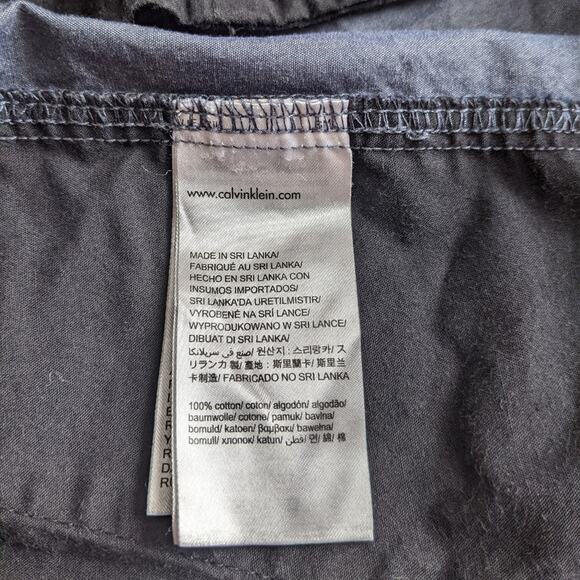 www.calvinklein.com
MADE IN SRI LANKA/
FABRIQUÉ AU SRI LANKA/
HECHO EN SRI LANKA CON
INSUMOS IMPORTADOS/
SRI LANKA'DA URETILMISTIR/
VYROBENÉ NA SRÍ LANCE/
WYPRODUKOWANO W SRI LANCE/
DIBUAT DI SRI LANKA/
صنع في سريلانكا/ 원산지 : 스리랑카/ ス
リランカ 製/ 產地 : 斯里蘭卡/ 斯里兰
卡制造/ FABRICADO NO SRI LANKA
100% cotton/ coton/ algodón/ algodão/
baumwolle/ cotone/ pamuk/ bavlna/
bomuld/ katoen/ βαμβακι/ bawełna/
bomull/ хлопок/ katun/ قطن/ 면/ 綿/ 棉